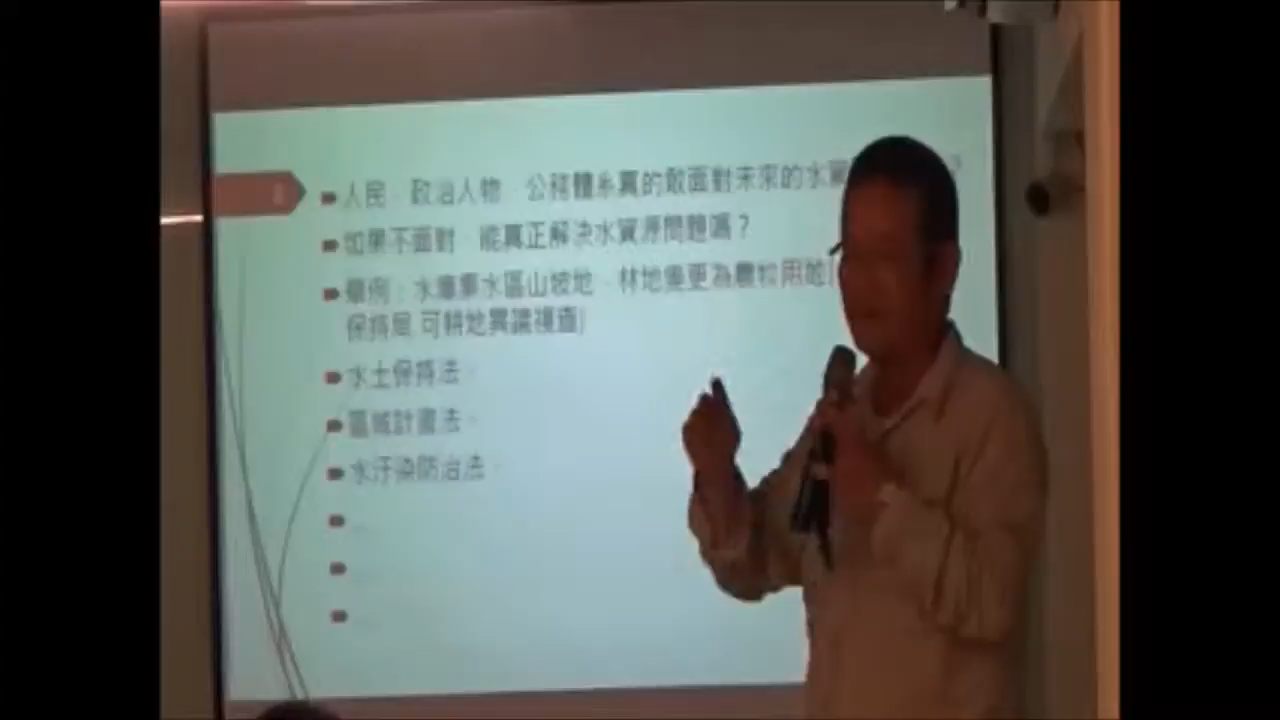 人民、政治人物、公務體系真的敢面對未來的水資
如果不面對,能真正解決水資源問題嗎?
舉例:水庫集水區山坡地、林地變更為農牧用地
保持局 可耕地異議複查)
水土保持法。
區域計畫法。
水汙染防治法。
...
...
...